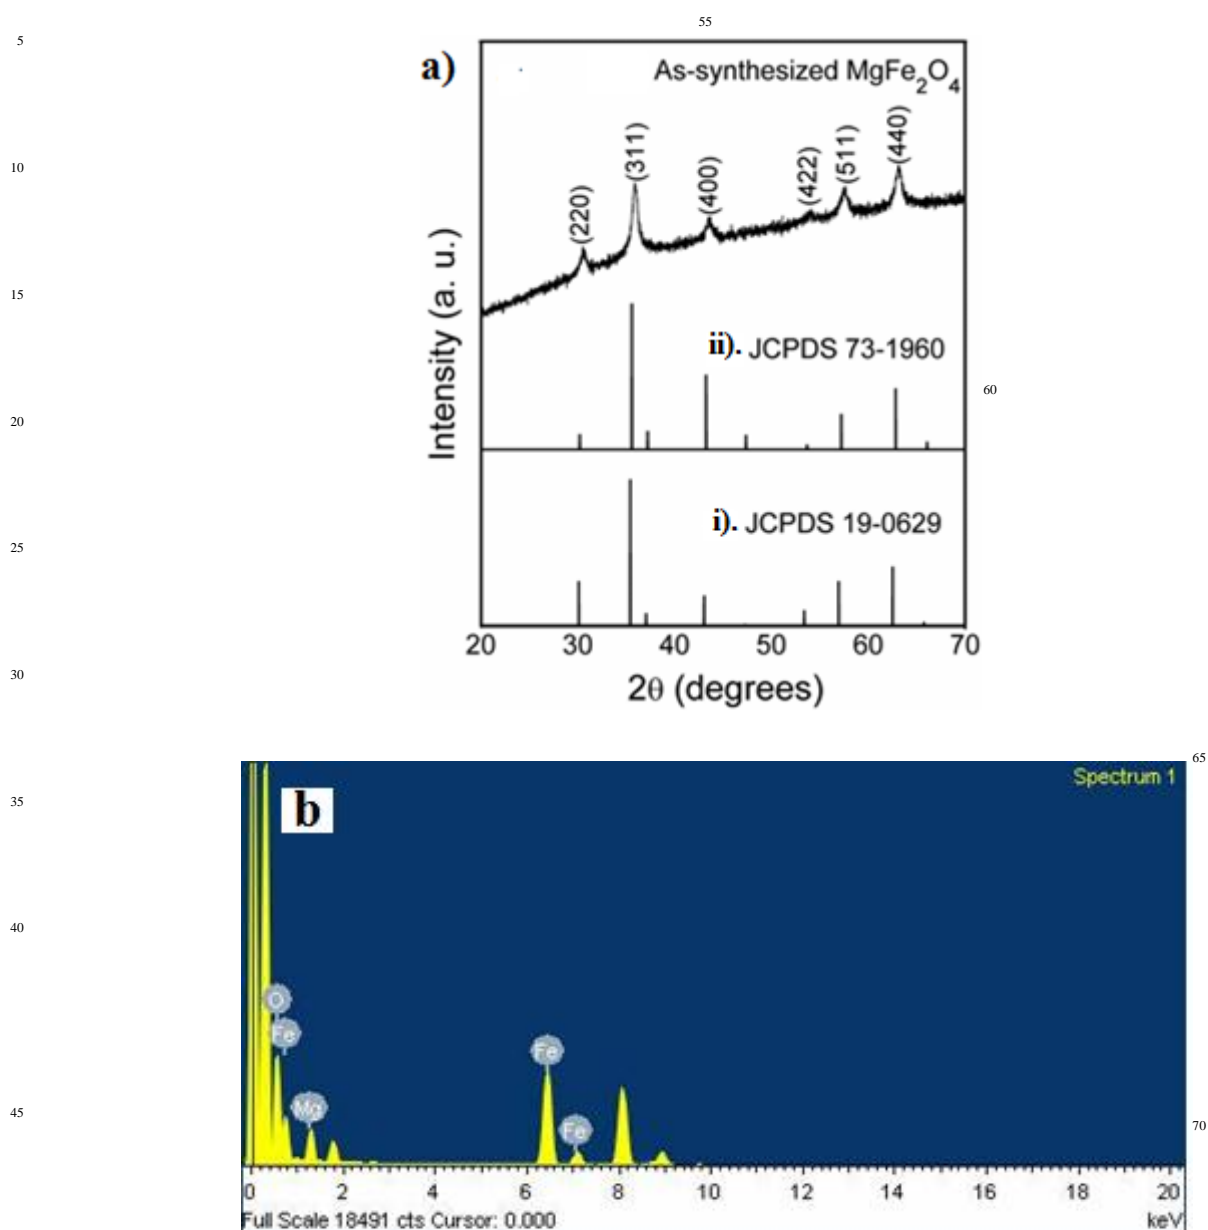 55
5
a)
As-synthesized MgFe₂O₄
10
(220)
(311)
(400)
(422)
(511)
(440)
15
Intensity (a. u.)
ii). JCPDS 73-1960
60
20
i). JCPDS 19-0629
25
20 30 40 50 60 70
2θ (degrees)
30
65
Spectrum 1
b
35
40
O
Fe
Mg
Fe
Fe
45
70
0 2 4 6 8 10 12 14 16 18 20
Full Scale 18491 cts Cursor: 0.000 keV